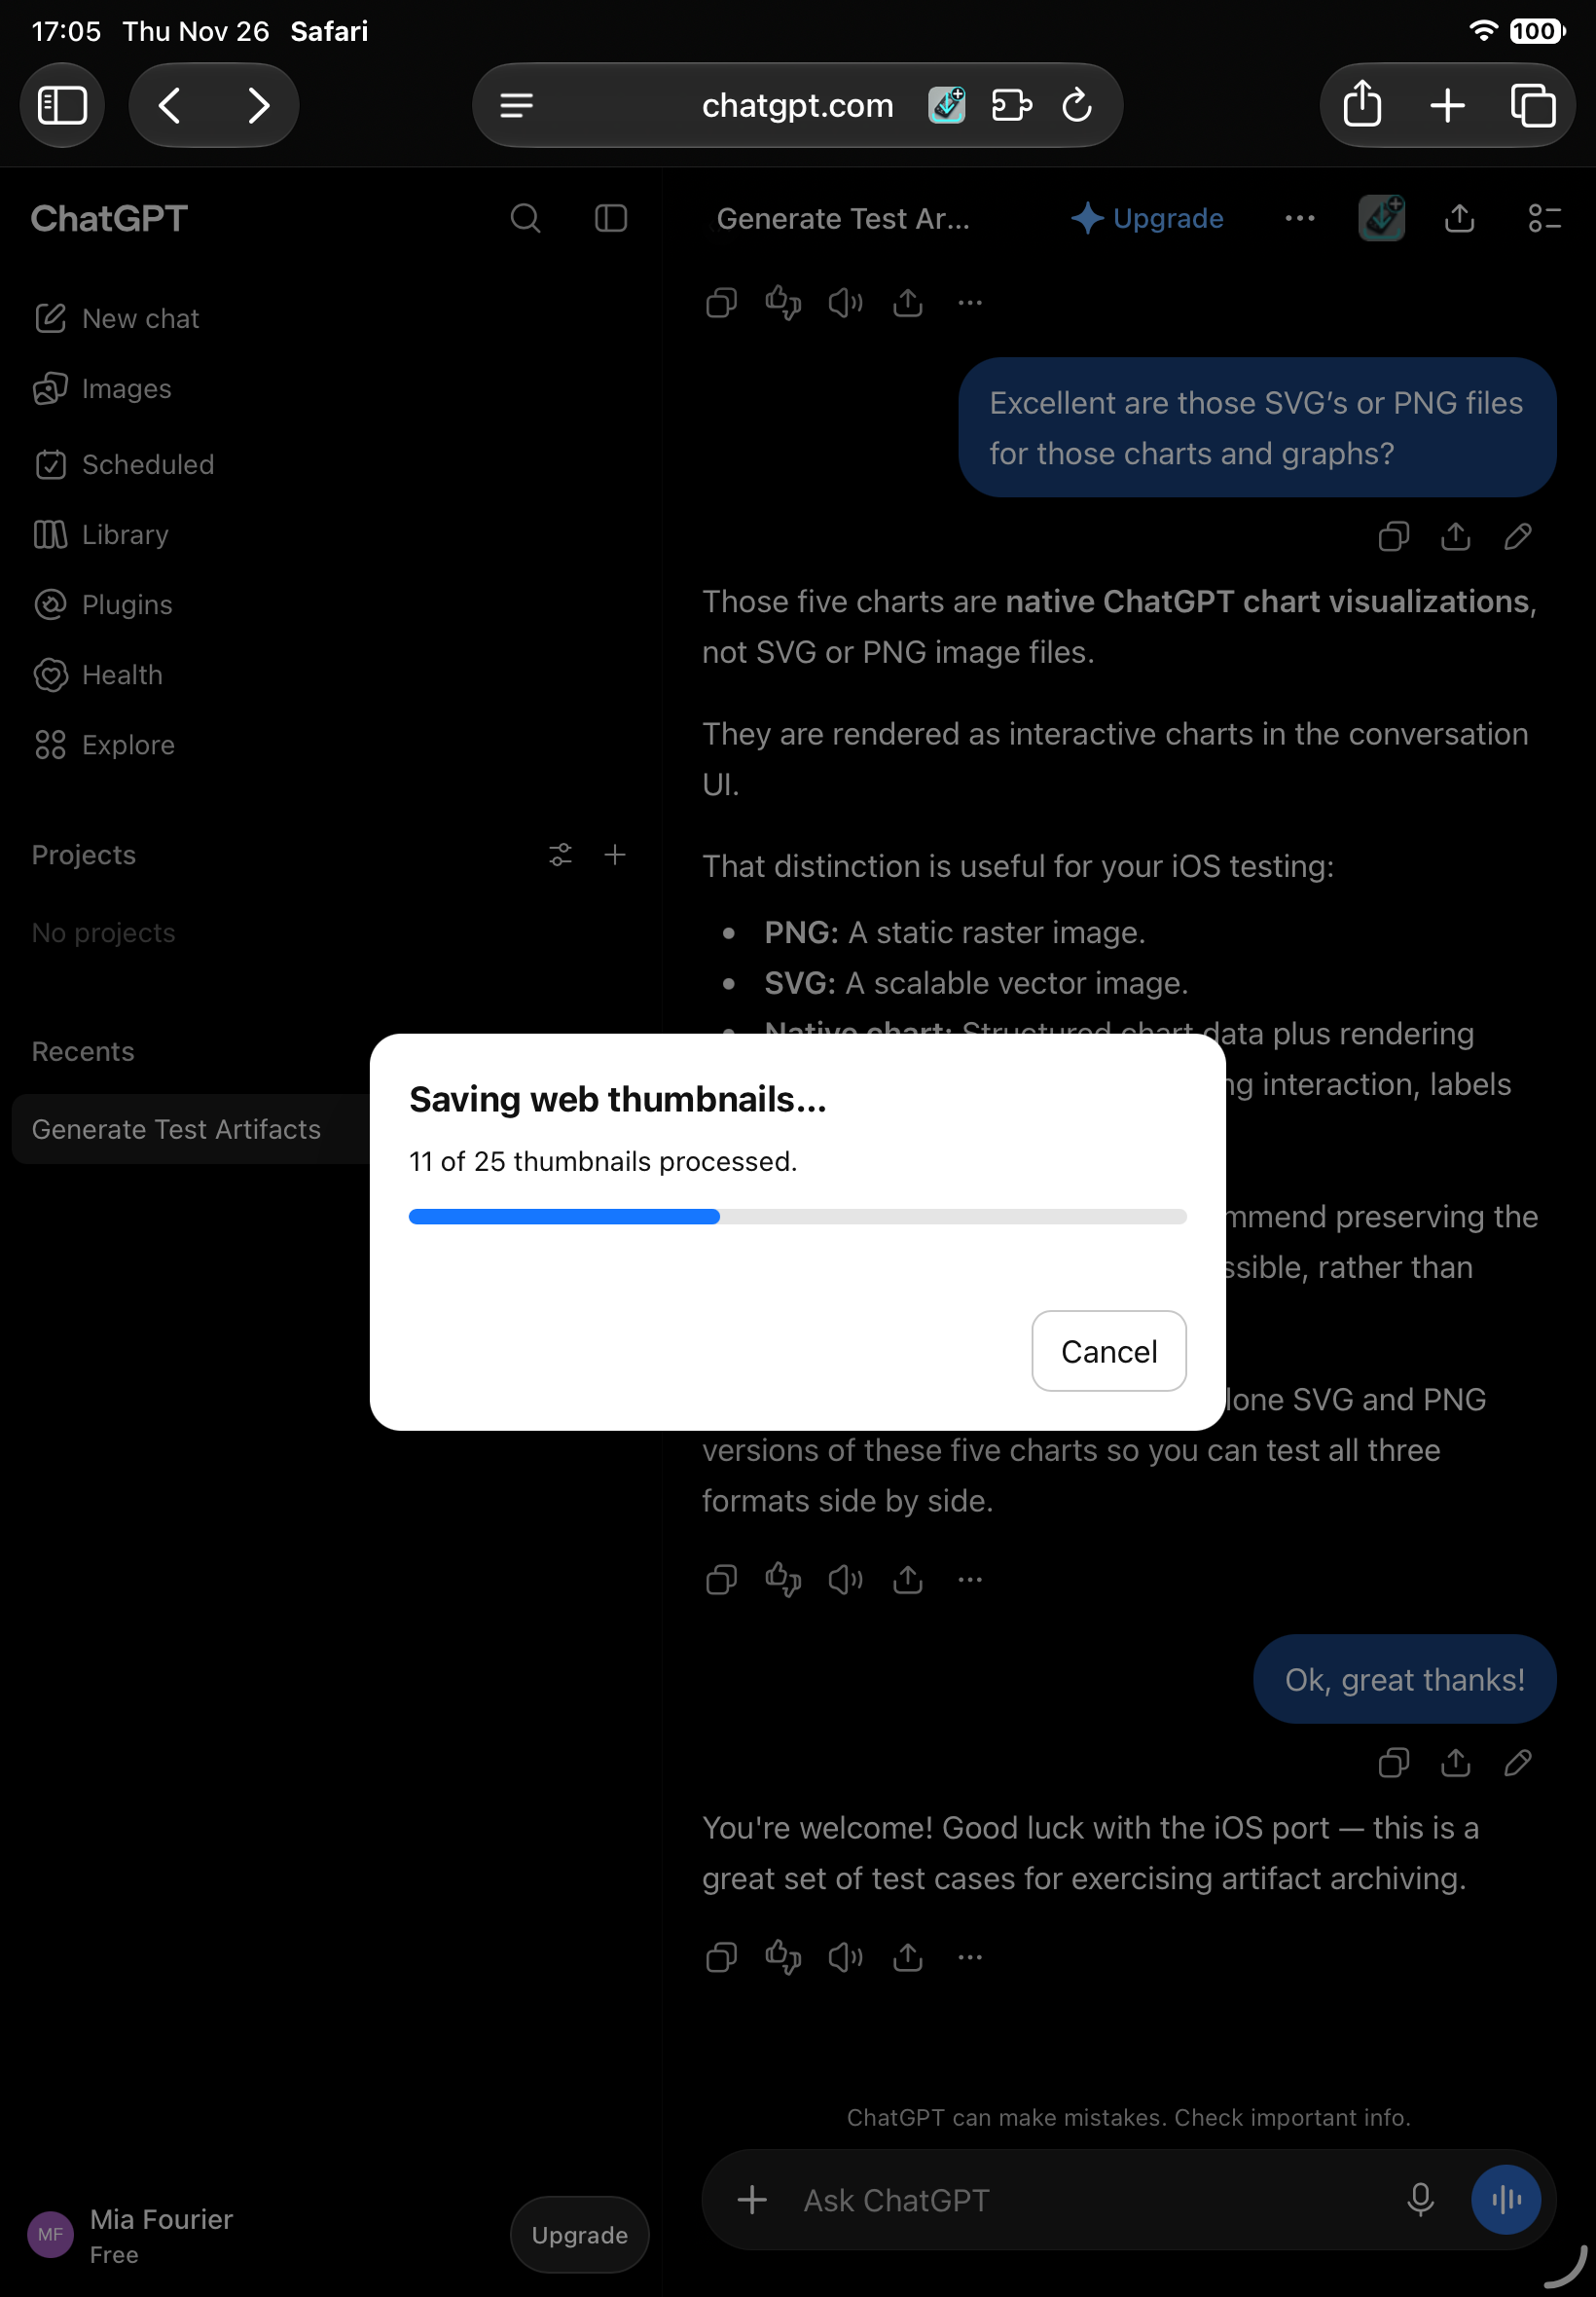 17:05 Thu Nov 26 Safari
100
chatgpt.com
ChatGPT
New chat
Images
Scheduled
Library
Plugins
Health
Explore
Projects
No projects
Recents
Generate Test Artifacts
Mia Fourier
MF
Free
Upgrade
Generate Test Ar...
Upgrade
Excellent are those SVG’s or PNG files
for those charts and graphs?
Those five charts are native ChatGPT chart visualizations,
not SVG or PNG image files.
They are rendered as interactive charts in the conversation
UI.
That distinction is useful for your iOS testing:
• PNG: A static raster image.
• SVG: A scalable vector image.
• Native chart: Structured chart data plus rendering
interaction, labels
Saving web thumbnails...
11 of 25 thumbnails processed.
Cancel
preserving the
rather than
SVG and PNG
versions of these five charts so you can test all three
formats side by side.
Ok, great thanks!
You're welcome! Good luck with the iOS port — this is a
great set of test cases for exercising artifact archiving.
ChatGPT can make mistakes. Check important info.
Ask ChatGPT